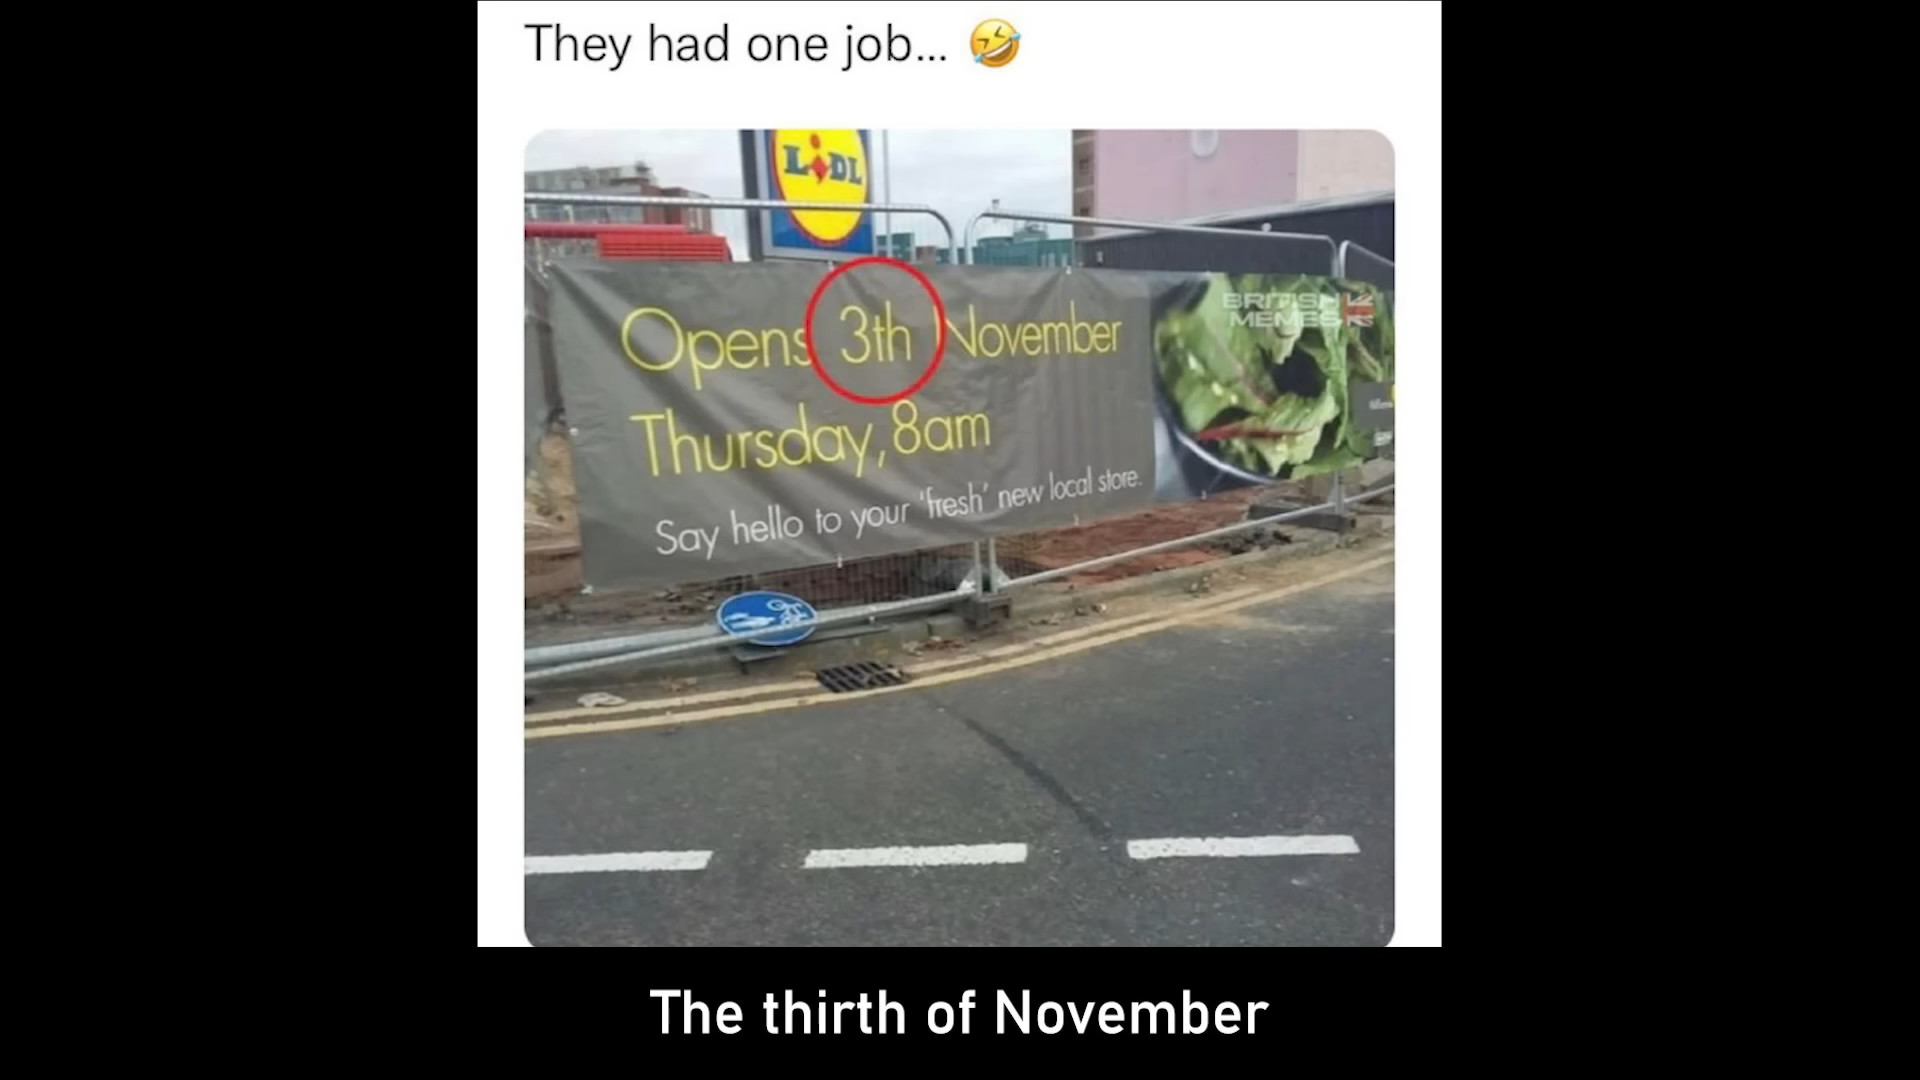 They had one job... 🤣
LIDL
Opens 3th November
Thursday, 8am
Say hello to your 'fresh' new local store.
BRITISH
MEMES
The thirth of November